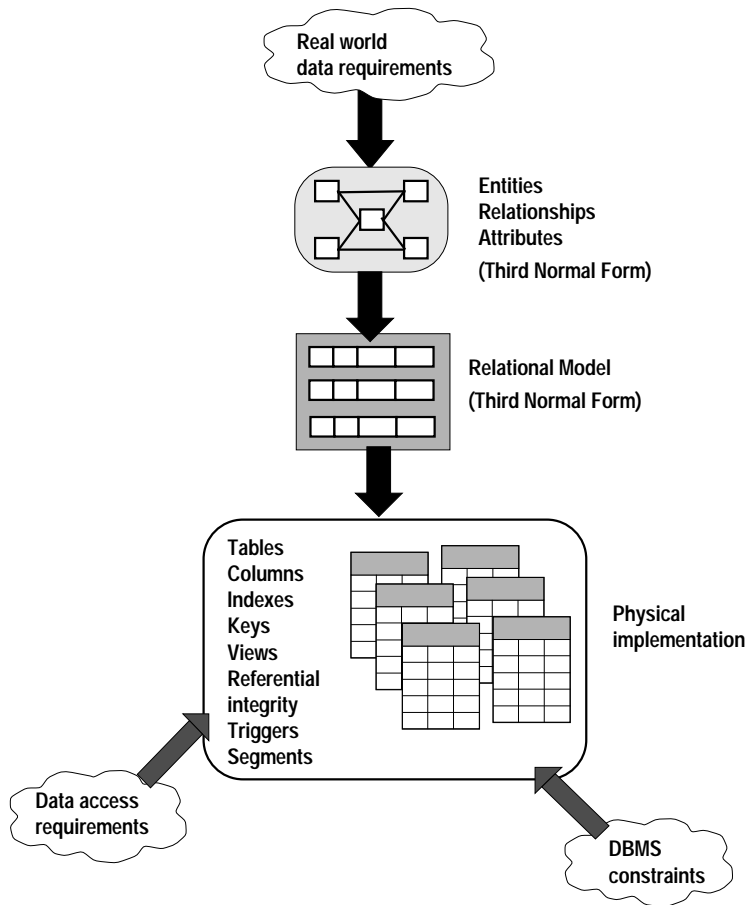 Real world
data requirements
Entities
Relationships
Attributes
(Third Normal Form)
Relational Model
(Third Normal Form)
Tables
Columns
Indexes
Keys
Views
Referential
integrity
Triggers
Segments
Physical
implementation
Data access
requirements
DBMS
constraints